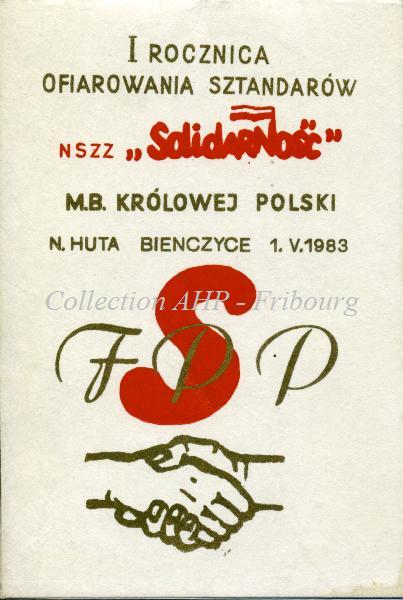 I ROCZNICA
OFIAROWANIA SZTANDARÓW
NSZZ „Solidarność”
M.B. KRÓLOWEJ POLSKI
N. HUTA BIENCZYCE 1. V. 1983
Collection AHP - Fribourg
S
F P P